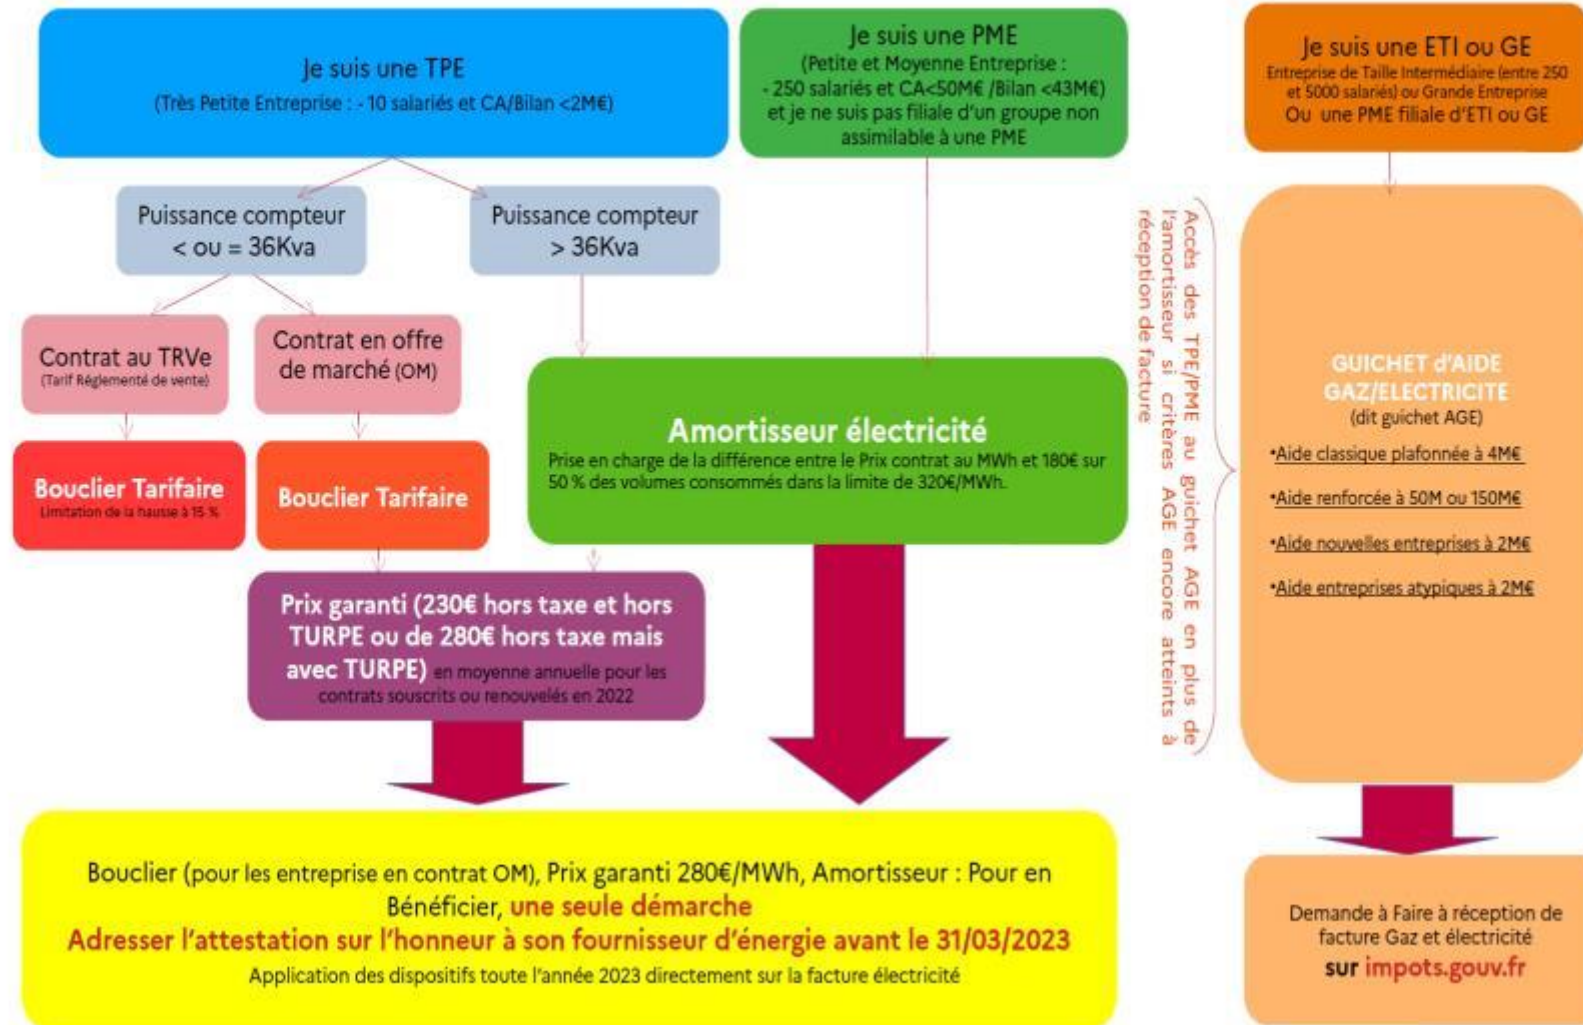 Je suis une TPE
(Très Petite Entreprise : - 10 salariés et CA/Bilan <2M€)
Je suis une PME
(Petite et Moyenne Entreprise :
- 250 salariés et CA<50M€ /Bilan <43M€)
et je ne suis pas filiale d'un groupe non
assimilable à une PME
Je suis une ETI ou GE
Entreprise de Taille Intermédiaire (entre 250
et 5000 salariés) ou Grande Entreprise
Ou une PME filiale d'ETI ou GE
Puissance compteur
< ou = 36Kva
Puissance compteur
> 36Kva
Contrat au TRVe
(Tarif Réglementé de vente)
Contrat en offre
de marché (OM)
Bouclier Tarifaire
Limitation de la hausse à 15 %
Bouclier Tarifaire
Amortisseur électricité
Prise en charge de la différence entre le Prix contrat au MWh et 180€ sur
50 % des volumes consommés dans la limite de 320€/MWh.
Prix garanti (230€ hors taxe et hors
TURPE ou de 280€ hors taxe mais
avec TURPE) en moyenne annuelle pour les
contrats souscrits ou renouvelés en 2022
Accès des TPE/PME au guichet AGE en plus de
l'amortisseur si critères AGE encore atteints à
réception de facture
GUICHET d'AIDE
GAZ/ELECTRICITE
(dit guichet AGE)
•Aide classique plafonnée à 4M€
•Aide renforcée à 50M ou 150M€
•Aide nouvelles entreprises à 2M€
•Aide entreprises atypiques à 2M€
Bouclier (pour les entreprise en contrat OM), Prix garanti 280€/MWh, Amortisseur : Pour en
Bénéficier, une seule démarche
Adresser l'attestation sur l'honneur à son fournisseur d'énergie avant le 31/03/2023
Application des dispositifs toute l'année 2023 directement sur la facture électricité
Demande à Faire à réception de
facture Gaz et électricité
sur impots.gouv.fr